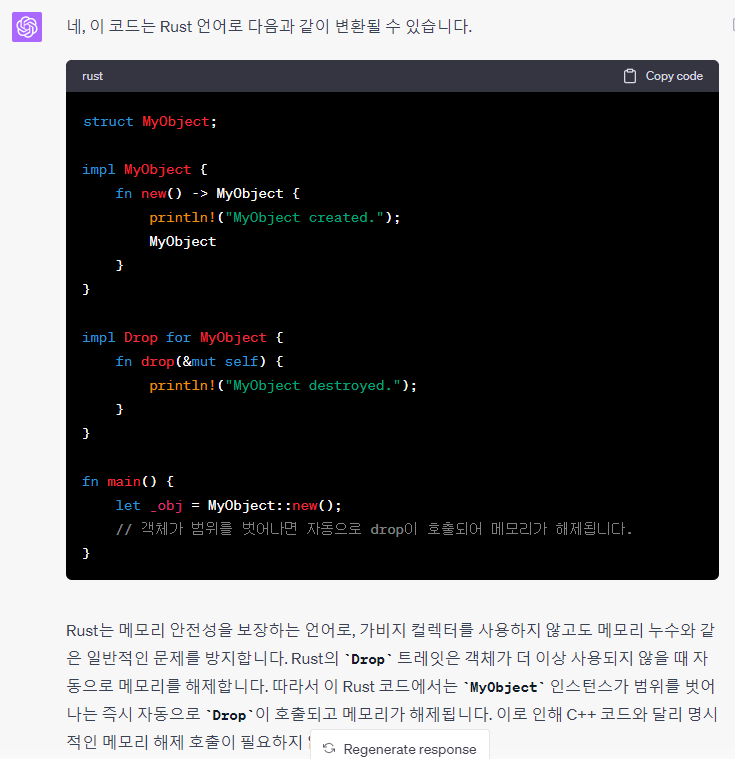 네, 이 코드는 Rust 언어로 다음과 같이 변환될 수 있습니다.
rust
Copy code
struct MyObject;
impl MyObject {
fn new() -> MyObject {
println!("MyObject created.");
MyObject
}
}
impl Drop for MyObject {
fn drop(&mut self) {
println!("MyObject destroyed.");
}
}
fn main() {
let _obj = MyObject::new();
// 객체가 범위를 벗어나면 자동으로 drop이 호출되어 메모리가 해제됩니다.
}
Rust는 메모리 안전성을 보장하는 언어로, 가비지 컬렉터를 사용하지 않고도 메모리 누수와 같
은 일반적인 문제를 방지합니다. Rust의 `Drop` 트레잇은 객체가 더 이상 사용되지 않을 때 자
동으로 메모리를 해제합니다. 따라서 이 Rust 코드에서는 `MyObject` 인스턴스가 범위를 벗어
나는 즉시 자동으로 `Drop`이 호출되고 메모리가 해제됩니다. 이로 인해 C++ 코드와 달리 명시
적인 메모리 해제 호출이 필요하지
Regenerate response